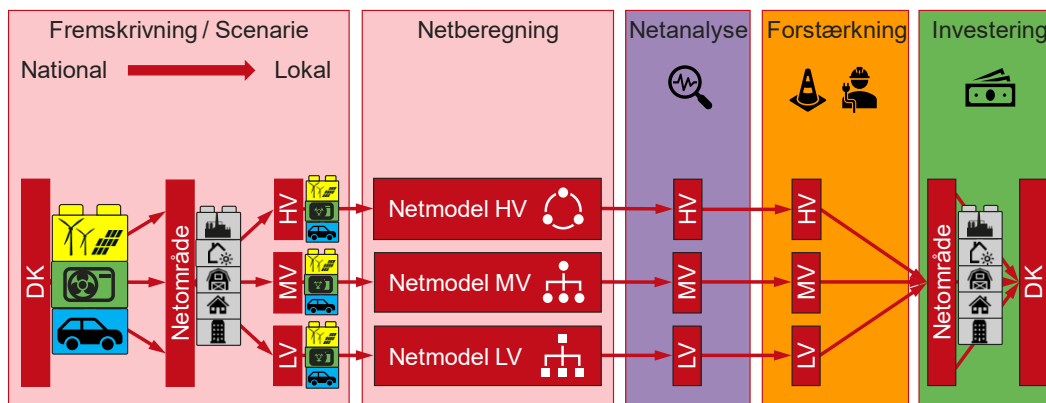 Fremskrivning / Scenarie
National
Lokal
Netberegning
Netanalyse
Forstærkning
Investering
DK
Netområde
HV
MV
LV
Netmodel HV
Netmodel MV
Netmodel LV
HV
MV
LV
HV
MV
LV
Netområde
DK